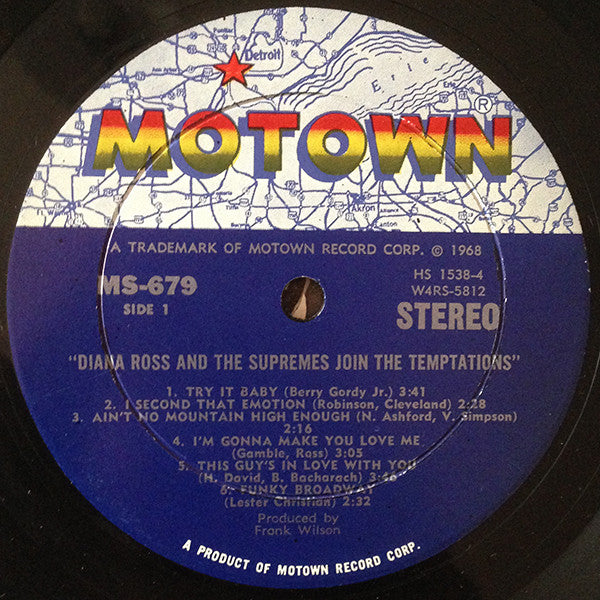 Detroit
Erie
MOTOWN®
Akron
Canton
A TRADEMARK OF MOTOWN RECORD CORP. © 1968
MS-679
HS 1538-4
SIDE 1
W4RS-5812
STEREO
"DIANA ROSS AND THE SUPREMES JOIN THE TEMPTATIONS"
1. TRY IT BABY (Berry Gordy Jr.) 3:41
2. I SECOND THAT EMOTION (Robinson, Cleveland) 2:28
3. AIN'T NO MOUNTAIN HIGH ENOUGH (N. Ashford, V. Simpson)
2:16
4. I'M GONNA MAKE YOU LOVE ME
(Gamble, Ross) 3:05
5. THIS GUY'S IN LOVE WITH YOU
(H. David, B. Bacharach) 3:46
6. FUNKY BROADWAY
(Lester Christian) 2:32
Produced by
Frank Wilson
A PRODUCT OF MOTOWN RECORD CORP.